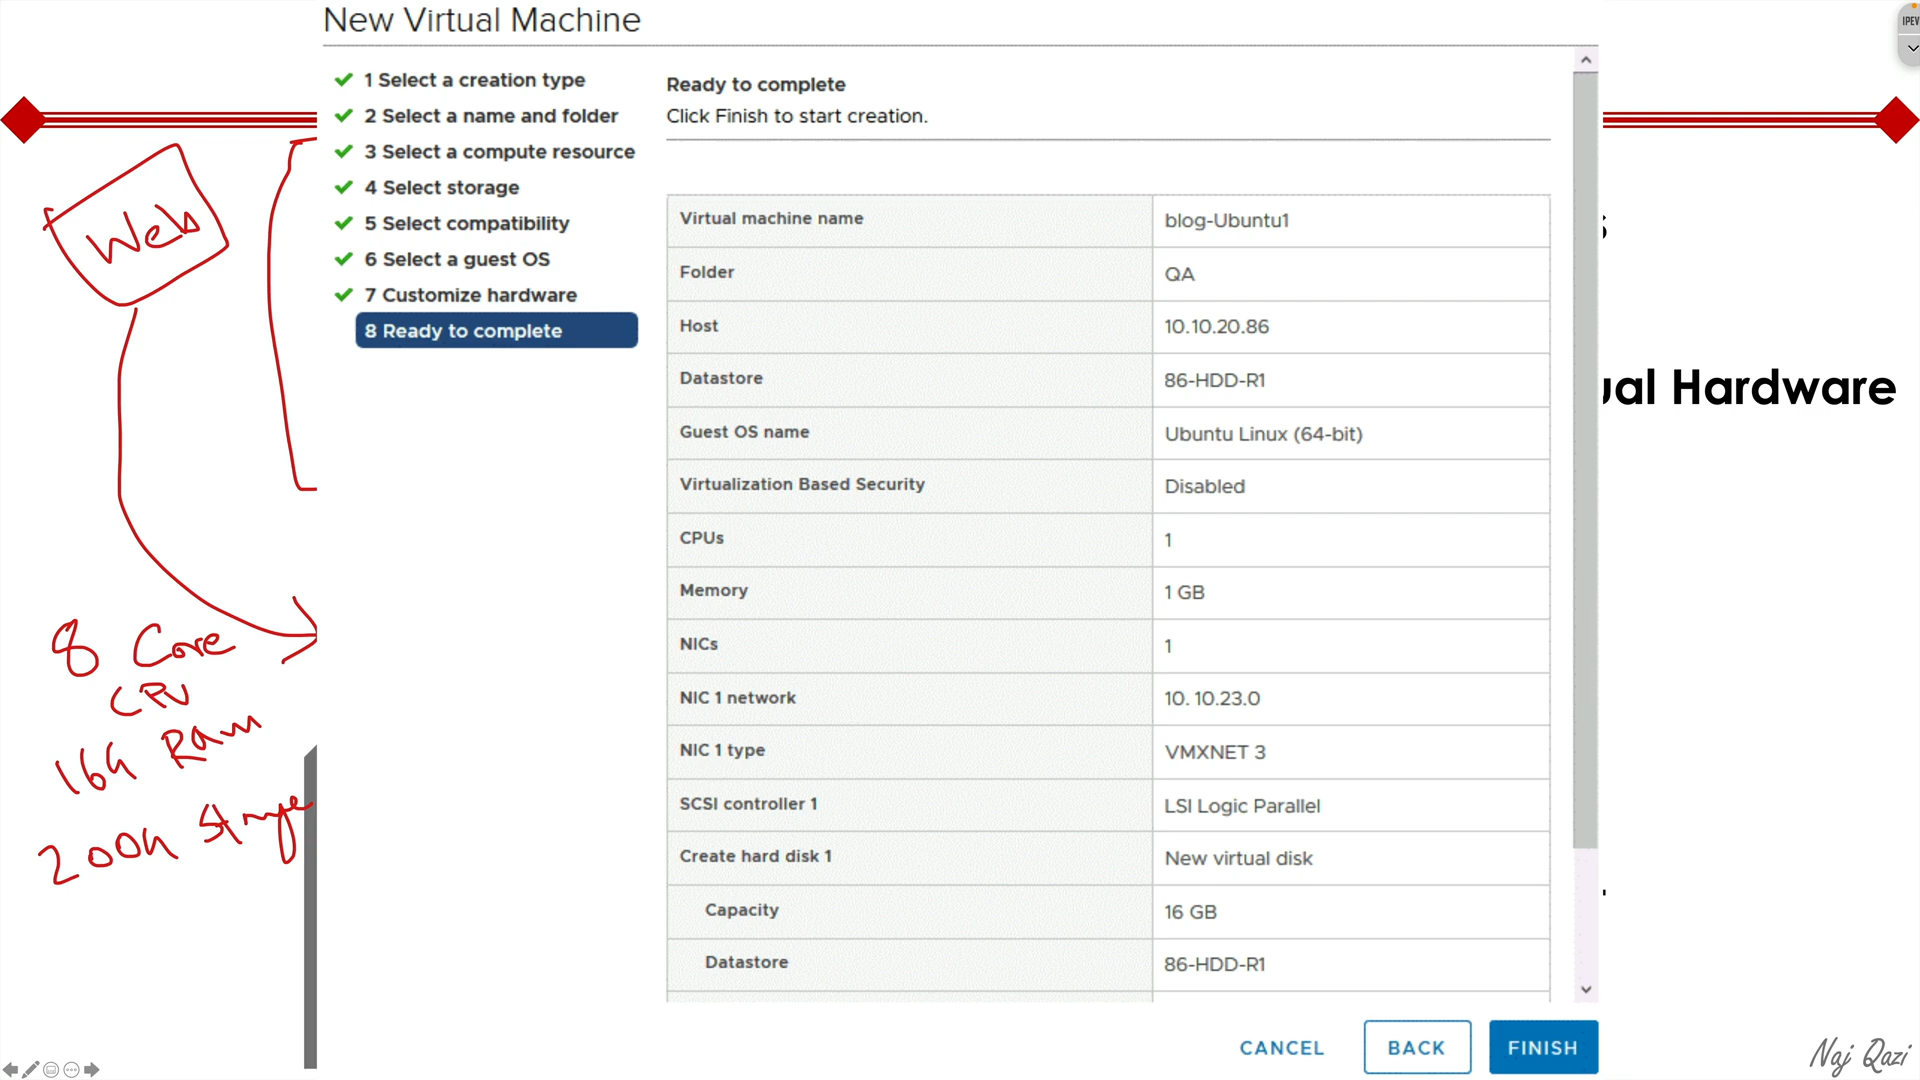 New Virtual Machine
IPEV
1 Select a creation type
2 Select a name and folder
3 Select a compute resource
4 Select storage
5 Select compatibility
6 Select a guest OS
7 Customize hardware
8 Ready to complete
Ready to complete
Click Finish to start creation.
Virtual machine name blog-Ubuntu1
Folder QA
Host 10.10.20.86
Datastore 86-HDD-R1
Guest OS name Ubuntu Linux (64-bit)
Virtualization Based Security Disabled
CPUs 1
Memory 1 GB
NICs 1
NIC 1 network 10. 10.23.0
NIC 1 type VMXNET 3
SCSI controller 1 LSI Logic Parallel
Create hard disk 1 New virtual disk
Capacity 16 GB
Datastore 86-HDD-R1
CANCEL BACK FINISH
Web
8 Core
CPU
16G Ram
200G Storage
Hardware
Naj Qazi